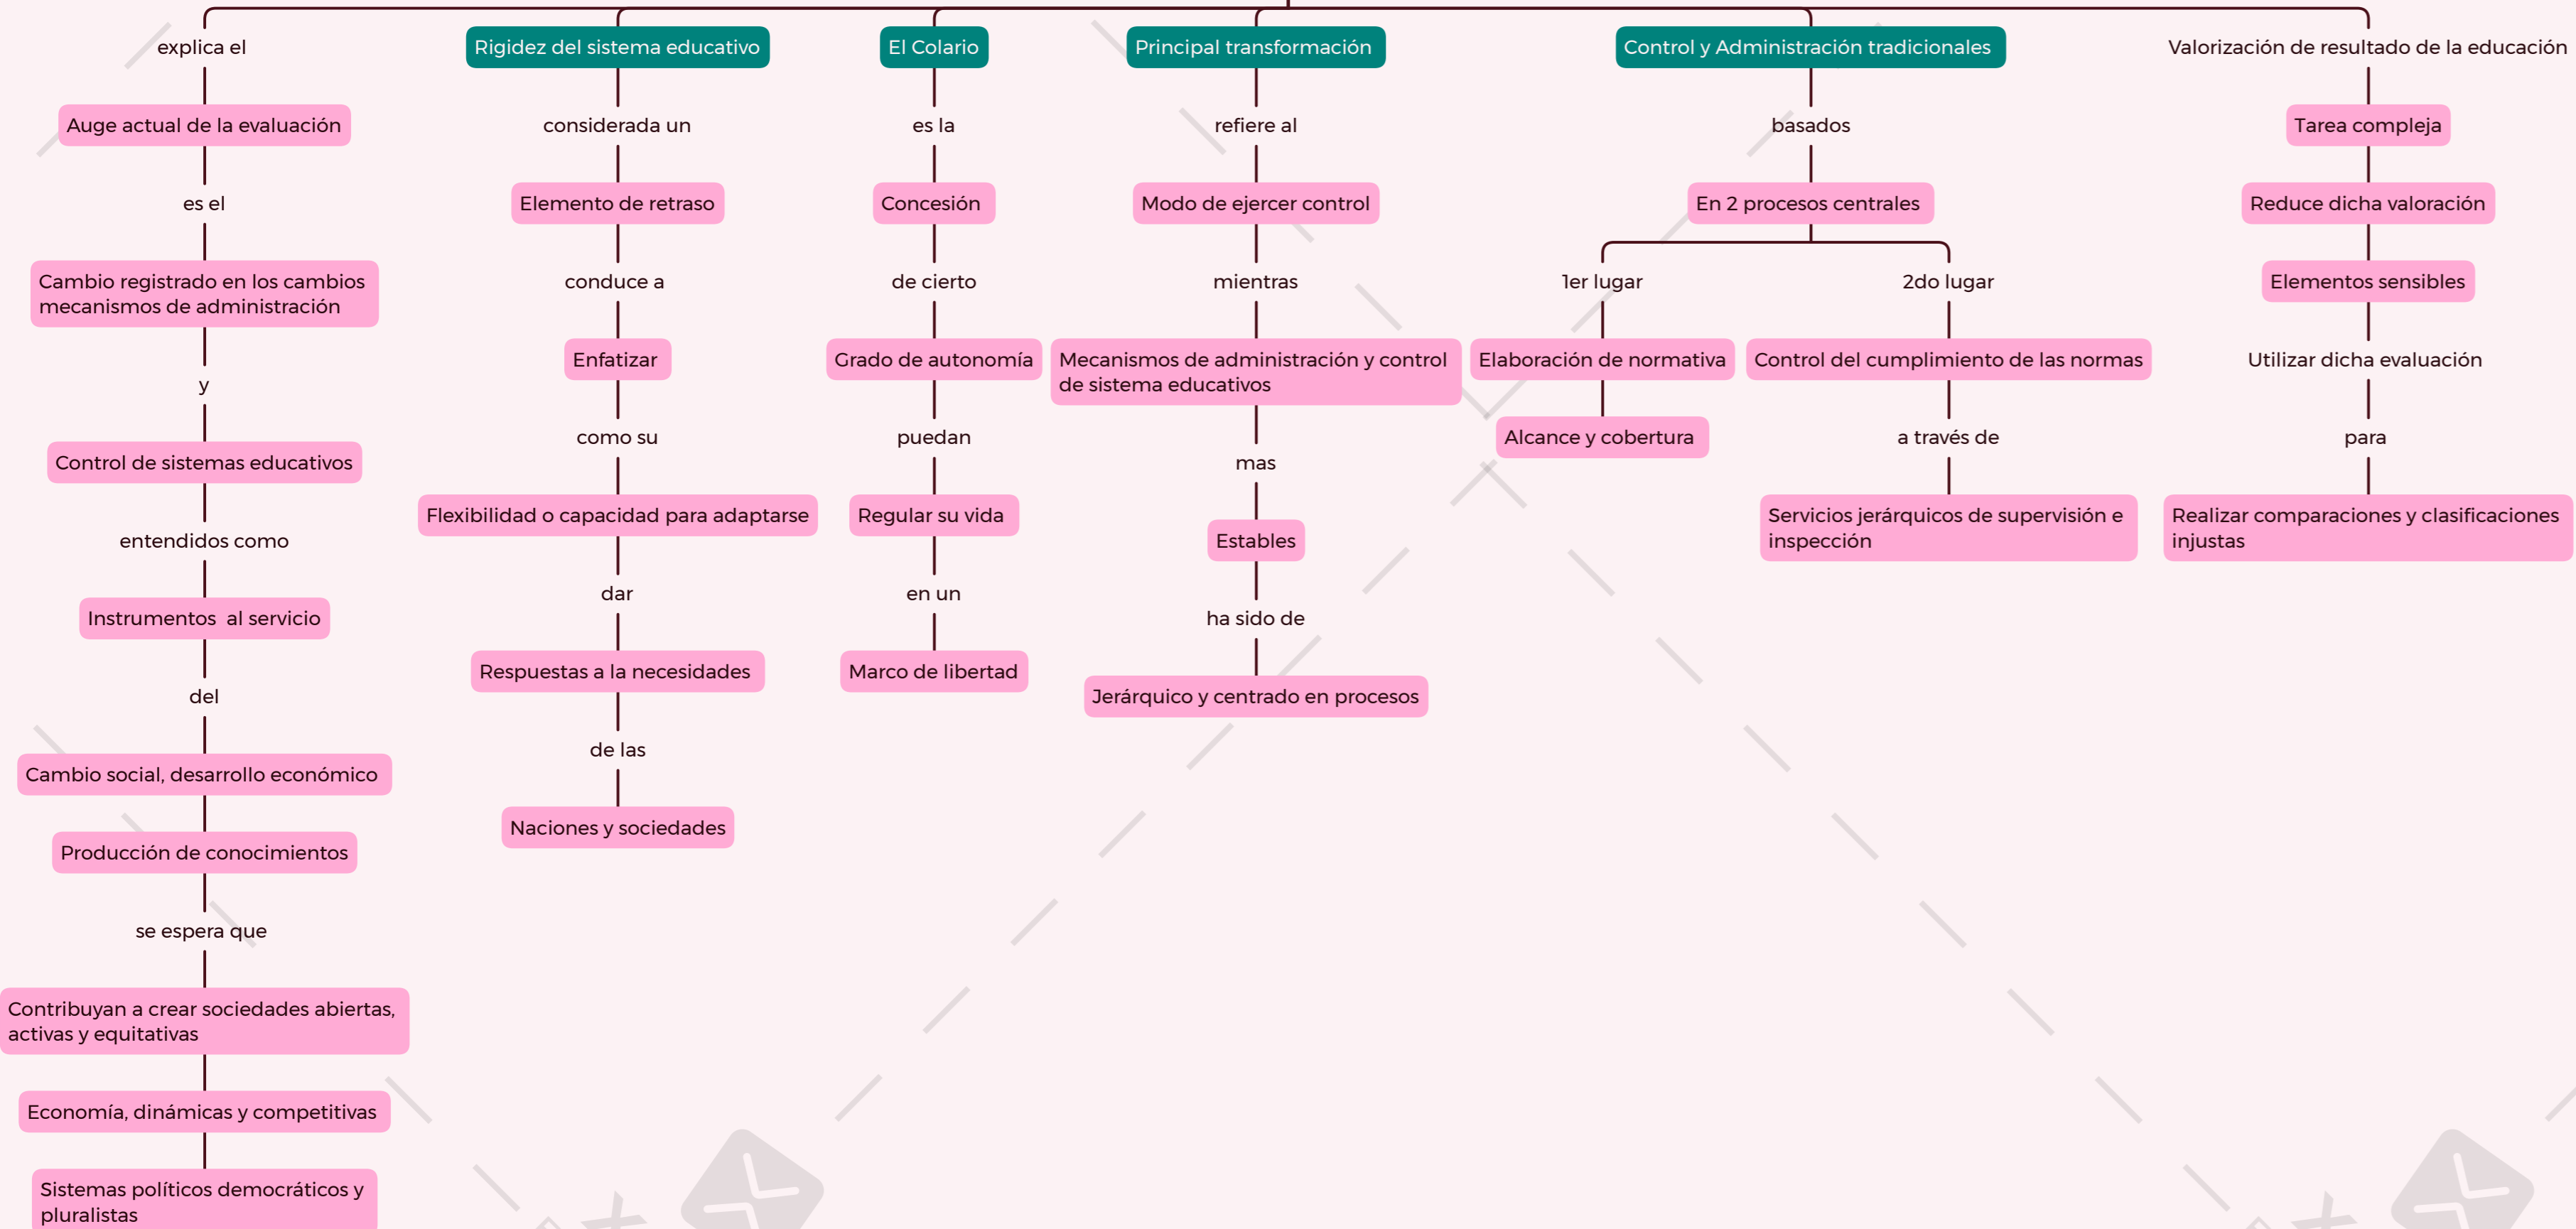 explica el
Auge actual de la evaluación
es el
Cambio registrado en los cambios
mecanismos de administración
y
Control de sistemas educativos
entendidos como
Instrumentos  al servicio
del
Cambio social, desarrollo económico
Producción de conocimientos
se espera que
Contribuyan a crear sociedades abiertas,
activas y equitativas
Economía, dinámicas y competitivas
Sistemas políticos democráticos y
pluralistas
Rigidez del sistema educativo
considerada un
Elemento de retraso
conduce a
Enfatizar
como su
Flexibilidad o capacidad para adaptarse
dar
Respuestas a la necesidades
de las
Naciones y sociedades
El Colario
es la
Concesión
de cierto
Grado de autonomía
puedan
Regular su vida
en un
Marco de libertad
Principal transformación
refiere al
Modo de ejercer control
mientras
Mecanismos de administración y control
de sistema educativos
mas
Estables
ha sido de
Jerárquico y centrado en procesos
Control y Administración tradicionales
basados
En 2 procesos centrales
1er lugar
Elaboración de normativa
Alcance y cobertura
2do lugar
Control del cumplimiento de las normas
a través de
Servicios jerárquicos de supervisión e
inspección
Valorización de resultado de la educación
Tarea compleja
Reduce dicha valoración
Elementos sensibles
Utilizar dicha evaluación
para
Realizar comparaciones y clasificaciones
injustas